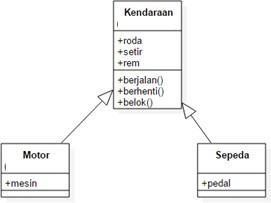 Kendaraan
+roda
+setir
+rem
+berjalan()
+berhenti()
+belok()
Motor
+mesin
Sepeda
+pedal